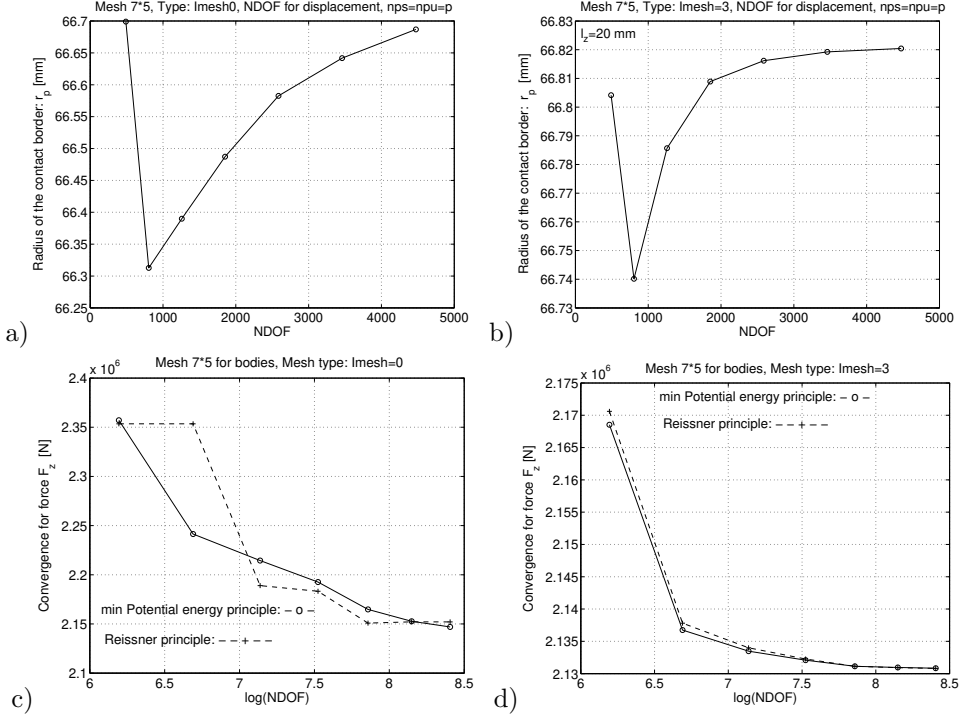 Mesh 7*5, Type: Imesh0, NDOF for displacement, nps=npu=p
66.7
66.65
66.6
66.55
66.5
66.45
66.4
66.35
66.3
66.25
Radius of the contact border: r_p [mm]
0 1000 2000 3000 4000 5000
NDOF
a)
Mesh 7*5, Type: Imesh=3, NDOF for displacement, nps=npu=p
l_z=20 mm
66.83
66.82
66.81
66.8
66.79
66.78
66.77
66.76
66.75
66.74
66.73
Radius of the contact border: r_p [mm]
0 1000 2000 3000 4000 5000
NDOF
b)
Mesh 7*5 for bodies, Mesh type: Imesh=0
x 10^6
2.4
2.35
2.3
2.25
2.2
2.15
2.1
Convergence for force F_z [N]
min Potential energy principle: – o –
Reissner principle: – – + – –
6 6.5 7 7.5 8 8.5
log(NDOF)
c)
Mesh 7*5 for bodies, Mesh type: Imesh=3
x 10^6
2.175
2.17
2.165
2.16
2.155
2.15
2.145
2.14
2.135
2.13
Convergence for force F_z [N]
min Potential energy principle: – o –
Reissner principle: – – + – – –
6 6.5 7 7.5 8 8.5
log(NDOF)
d)